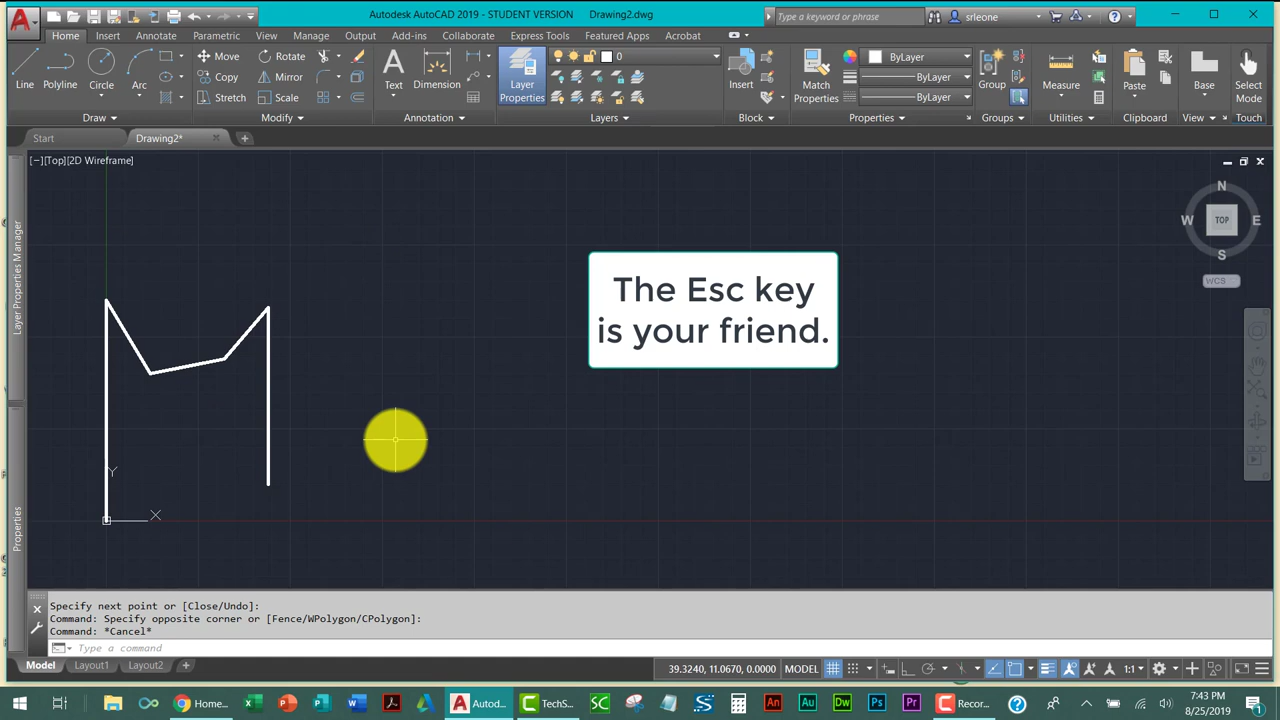 Autodesk AutoCAD 2019 - STUDENT VERSION Drawing2.dwg
Type a keyword or phrase
srleone
Home Insert Annotate Parametric View Manage Output Add-ins Collaborate Express Tools Featured Apps Acrobat
Line
Polyline
Circle
Arc
Move
Rotate
Copy
Mirror
Stretch
Scale
Text
Dimension
Layer
Properties
0
Insert
Match
Properties
ByLayer
ByLayer
ByLayer
Group
Measure
Paste
Base
Select
Mode
Draw Modify Annotation Layers Block Properties Groups Utilities Clipboard View Touch
Start Drawing2*
[−][Top][2D Wireframe]
N
W TOP E
S
WCS
Layer Properties Manager
Properties
The Esc key
is your friend.
Y
X
Specify next point or [Close/Undo]:
Command: Specify opposite corner or [Fence/WPolygon/CPolygon]:
Command: *Cancel*
Type a command
Model Layout1 Layout2
39.3240, 11.0670, 0.0000 MODEL 1:1
Home...
Autod...
TechS...
Recor...
7:43 PM
8/25/2019